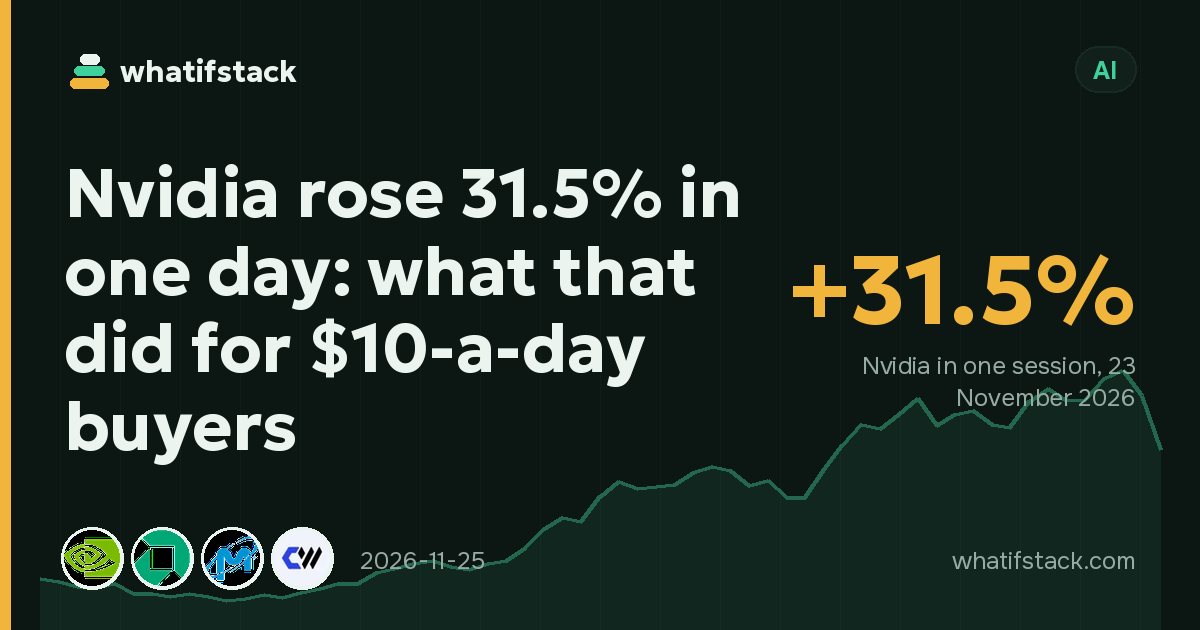 whatifstack
AI
Nvidia rose 31.5% in
one day: what that
did for $10-a-day
buyers
+31.5%
Nvidia in one session, 23
November 2026
2026-11-25
whatifstack.com